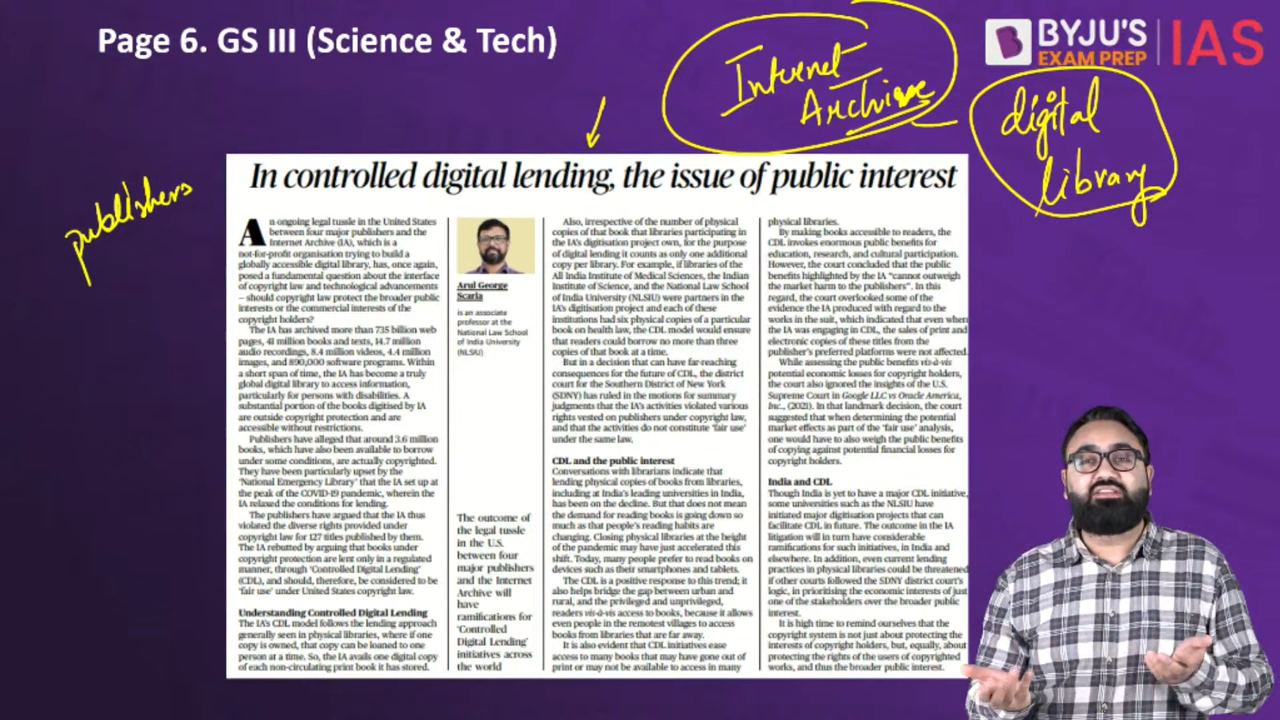 Page 6. GS III (Science & Tech)
Internet
Archive
BYJU'S
EXAM PREP
IAS
digital
library
publishers
In controlled digital lending, the issue of public interest
An ongoing legal tussle in the United States
between four major publishers and the
Internet Archive (IA), which is a
not-for-profit organisation trying to build a
globally accessible digital library, has, once again,
posed a fundamental question about the interface
of copyright law and technological advancements
– should copyright law protect the broader public
interests or the commercial interests of the
copyright holders?
The IA has archived more than 735 billion web
pages, 41 million books and texts, 14.7 million
audio recordings, 8.4 million videos, 4.4 million
images, and 890,000 software programs. Within
a short span of time, the IA has become a truly
global digital library to access information,
particularly for persons with disabilities. A
substantial portion of the books digitised by IA
are outside copyright protection and are
accessible without restrictions.
Publishers have alleged that around 3.6 million
books, which have also been available to borrow
under some conditions, are actually copyrighted.
They have been particularly upset by the
'National Emergency Library' that the IA set up at
the peak of the COVID-19 pandemic, wherein the
IA relaxed the conditions for lending.
The publishers have argued that the IA thus
violated the diverse rights provided under
copyright law for 127 titles published by them.
The IA rebutted by arguing that books under
copyright protection are lent only in a regulated
manner, through 'Controlled Digital Lending'
(CDL), and should, therefore, be considered to be
'fair use' under United States copyright law.
Understanding Controlled Digital Lending
The IA's CDL model follows the lending approach
generally seen in physical libraries, where if one
copy is owned, that copy can be loaned to one
person at a time. So, the IA avails one digital copy
of each non-circulating print book it has stored.
Arul George
Scaria
is an associate
professor at the
National Law School
of India University
(NLSIU)
The outcome of
the legal tussle
in the U.S.
between four
major publishers
and the Internet
Archive will
have
ramifications for
'Controlled
Digital Lending'
initiatives across
the world
Also, irrespective of the number of physical
copies of that book that libraries participating in
the IA's digitisation project own, for the purpose
of digital lending it counts as only one additional
copy per library. For example, if libraries of the
All India Institute of Medical Sciences, the Indian
Institute of Science, and the National Law School
of India University (NLSIU) were partners in the
IA's digitisation project and each of these
institutions had six physical copies of a particular
book on health law, the CDL model would ensure
that readers could borrow no more than three
copies of that book at a time.
But in a decision that can have far-reaching
consequences for the future of CDL, the district
court for the Southern District of New York
(SDNY) has ruled in the motions for summary
judgments that the IA's activities violated various
rights vested on publishers under copyright law,
and that the activities do not constitute 'fair use'
under the same law.
CDL and the public interest
Conversations with librarians indicate that
lending physical copies of books from libraries,
including at India's leading universities in India,
has been on the decline. But that does not mean
the demand for reading books is going down so
much as that people's reading habits are
changing. Closing physical libraries at the height
of the pandemic may have just accelerated this
shift. Today, many people prefer to read books on
devices such as their smartphones and tablets.
The CDL is a positive response to this trend; it
also helps bridge the gap between urban and
rural, and the privileged and unprivileged,
readers vis-à-vis access to books, because it allows
even people in the remotest villages to access
books from libraries that are far away.
It is also evident that CDL initiatives ease
access to many books that may have gone out of
print or may not be available to access in many
physical libraries.
By making books accessible to readers, the
CDL invokes enormous public benefits for
education, research, and cultural participation.
However, the court concluded that the public
benefits highlighted by the IA "cannot outweigh
the market harm to the publishers". In this
regard, the court overlooked some of the
evidence the IA produced with regard to the
works in the suit, which indicated that even when
the IA was engaging in CDL, the sales of print and
electronic copies of these titles from the
publisher's preferred platforms were not affected.
While assessing the public benefits vis-à-vis
potential economic losses for copyright holders,
the court also ignored the insights of the U.S.
Supreme Court in Google LLC vs Oracle America,
Inc., (2021). In that landmark decision, the court
suggested that when determining the potential
market effects as part of the 'fair use' analysis,
one would have to also weigh the public benefits
of copying against potential financial losses for
copyright holders.
India and CDL
Though India is yet to have a major CDL initiative,
some universities such as the NLSIU have
initiated major digitisation projects that can
facilitate CDL in future. The outcome in the IA
litigation will in turn have considerable
ramifications for such initiatives, in India and
elsewhere. In addition, even current lending
practices in physical libraries could be threatened
if other courts followed the SDNY district court's
logic, in prioritising the economic interests of just
one of the stakeholders over the broader public
interest.
It is high time to remind ourselves that the
copyright system is not just about protecting the
interests of copyright holders, but, equally, about
protecting the rights of the users of copyrighted
works, and thus the broader public interest.